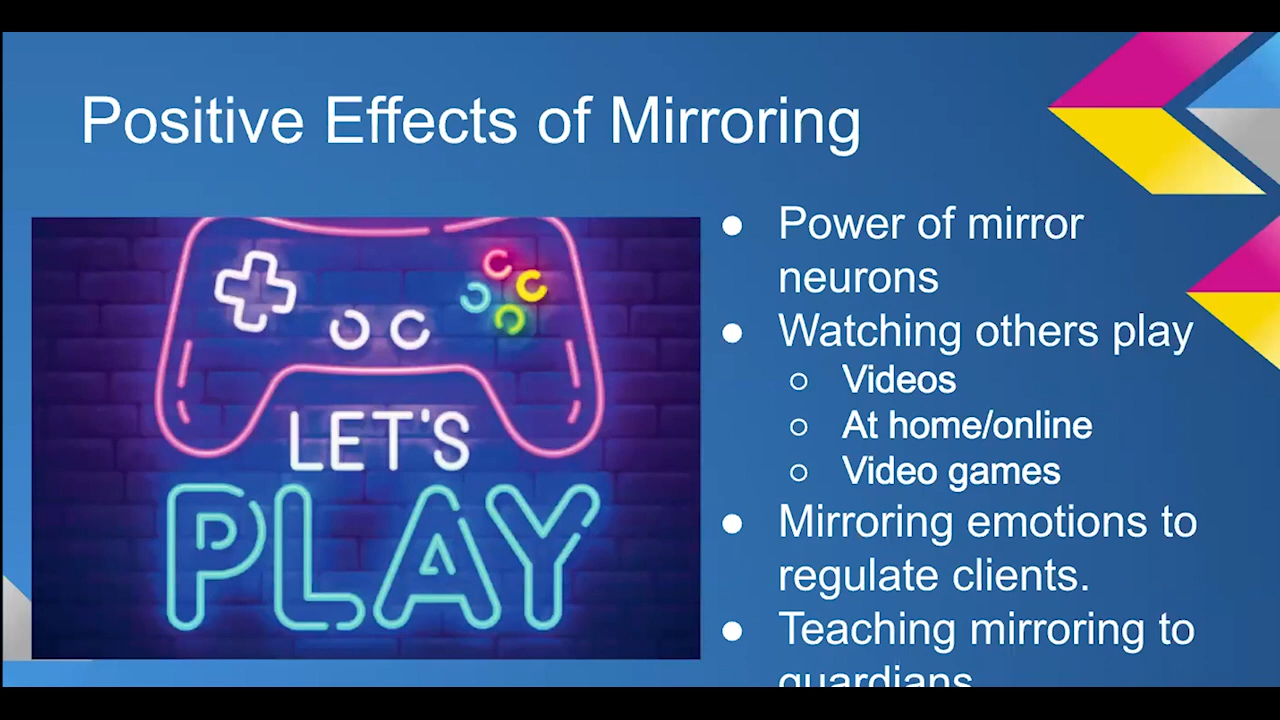 Positive Effects of Mirroring
LET'S
PLAY
● Power of mirror
neurons
● Watching others play
○ Videos
○ At home/online
○ Video games
● Mirroring emotions to
regulate clients.
● Teaching mirroring to
guardians